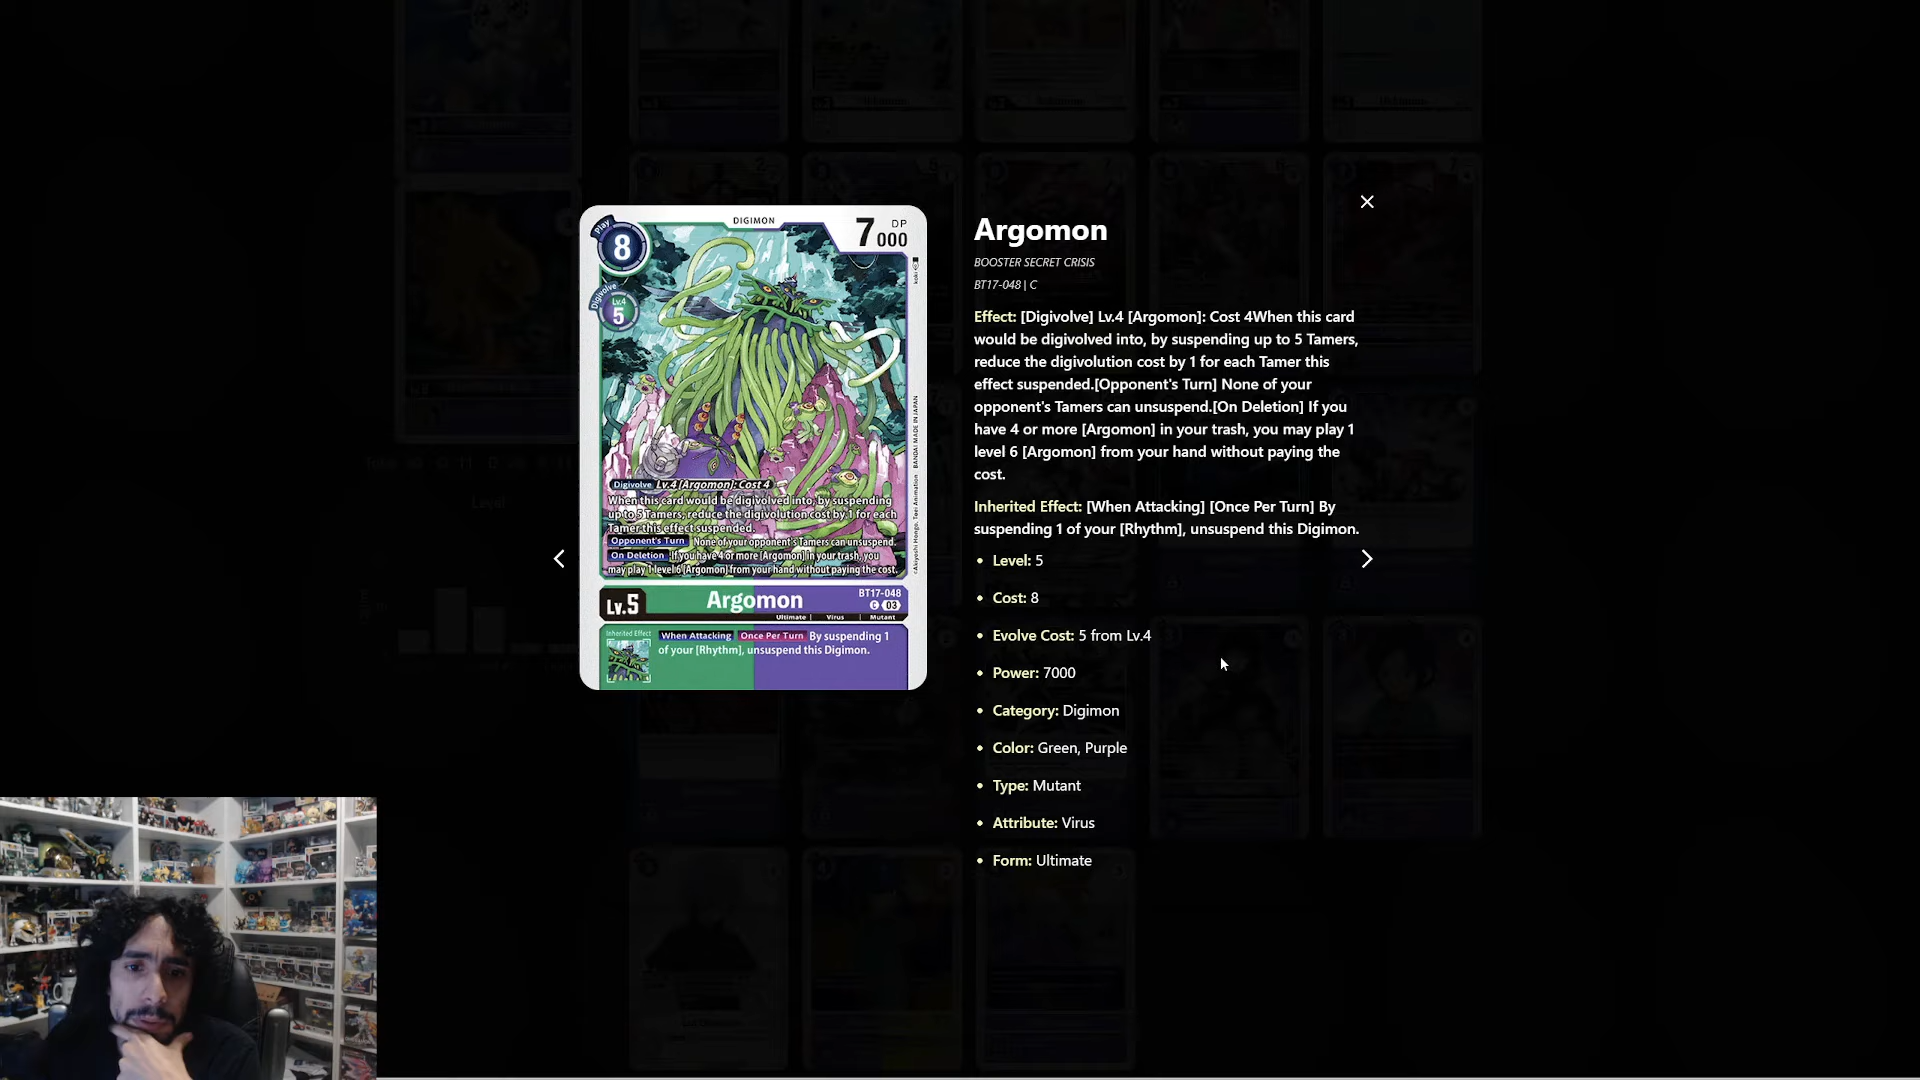 DIGIMON
Play
8
7000
DP
Digivolve
Lv.4
5
Digivolve Lv.4 [Argomon]: Cost 4
When this card would be digivolved into, by suspending
up to 5 Tamers, reduce the digivolution cost by 1 for each
Tamer this effect suspended.
Opponent's Turn None of your opponent's Tamers can unsuspend.
On Deletion If you have 4 or more [Argomon] in your trash, you
may play 1 level 6 [Argomon] from your hand without paying the cost.
©Akiyoshi Hongo, Toei Animation BANDAI MADE IN JAPAN
Lv.5
Argomon
BT17-048
C 03
Ultimate Virus Mutant
Inherited Effect
When Attacking Once Per Turn By suspending 1
of your [Rhythm], unsuspend this Digimon.
Argomon
BOOSTER SECRET CRISIS
BT17-048 | C
Effect: [Digivolve] Lv.4 [Argomon]: Cost 4When this card
would be digivolved into, by suspending up to 5 Tamers,
reduce the digivolution cost by 1 for each Tamer this
effect suspended.[Opponent's Turn] None of your
opponent's Tamers can unsuspend.[On Deletion] If you
have 4 or more [Argomon] in your trash, you may play 1
level 6 [Argomon] from your hand without paying the
cost.
Inherited Effect: [When Attacking] [Once Per Turn] By
suspending 1 of your [Rhythm], unsuspend this Digimon.
• Level: 5
• Cost: 8
• Evolve Cost: 5 from Lv.4
• Power: 7000
• Category: Digimon
• Color: Green, Purple
• Type: Mutant
• Attribute: Virus
• Form: Ultimate
Level